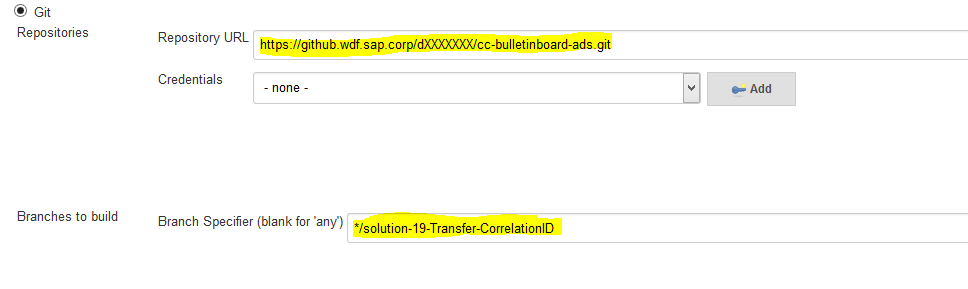 Git
Repositories
Repository URL https://github.wdf.sap.corp/dXXXXXXX/cc-bulletinboard-ads.git
Credentials - none - Add
Branches to build
Branch Specifier (blank for 'any') */solution-19-Transfer-CorrelationID